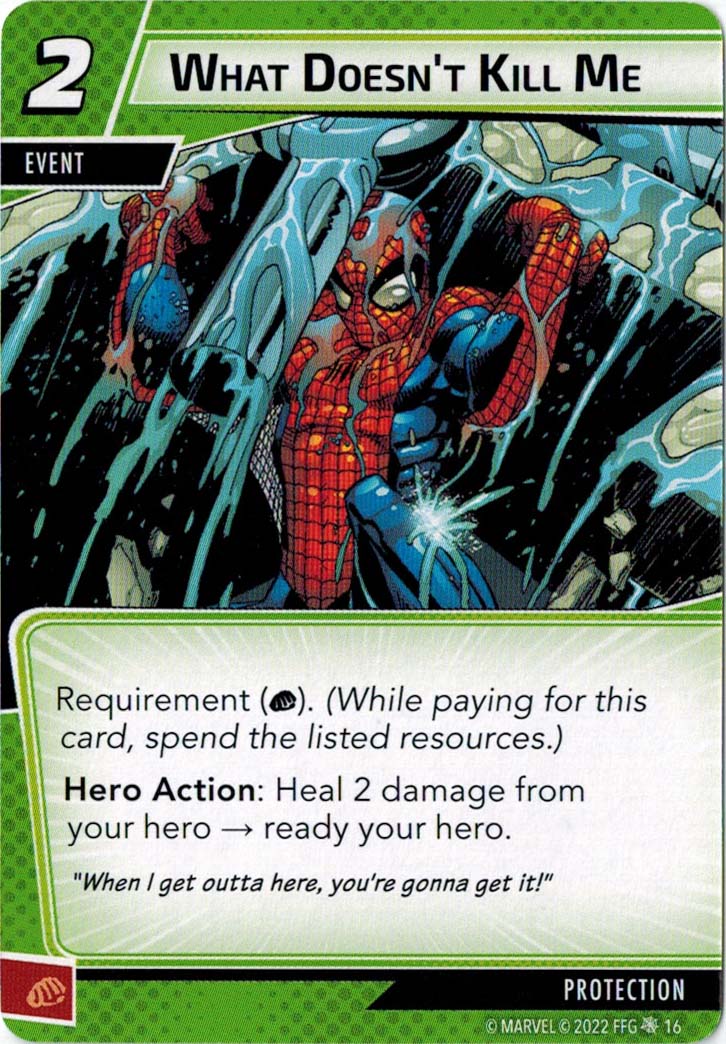 2
WHAT DOESN'T KILL ME
EVENT
Requirement (). (While paying for this
card, spend the listed resources.)
Hero Action: Heal 2 damage from
your hero → ready your hero.
"When I get outta here, you're gonna get it!"
PROTECTION
© MARVEL © 2022 FFG 16